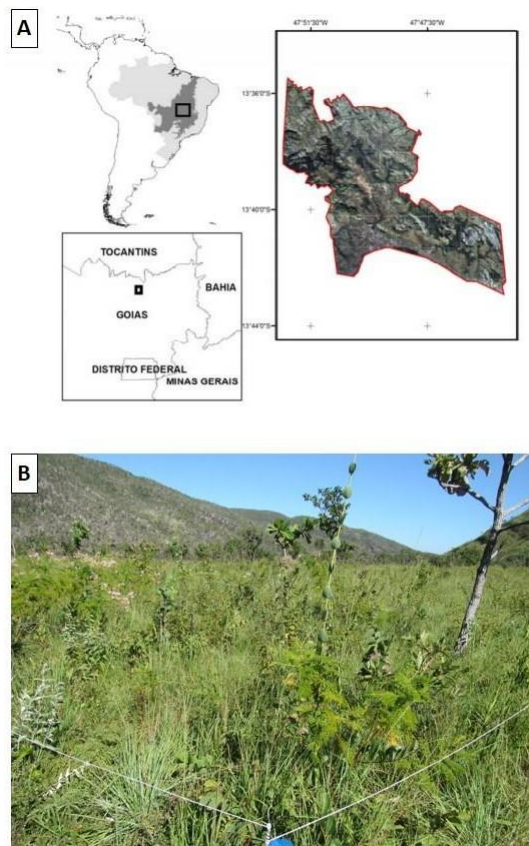 A
47°51'30"W
47°47'30"W
13°36'0"S
13°40'0"S
13°44'0"S
TOCANTINS
BAHIA
GOIAS
DISTRITO FEDERAL
MINAS GERAIS
B